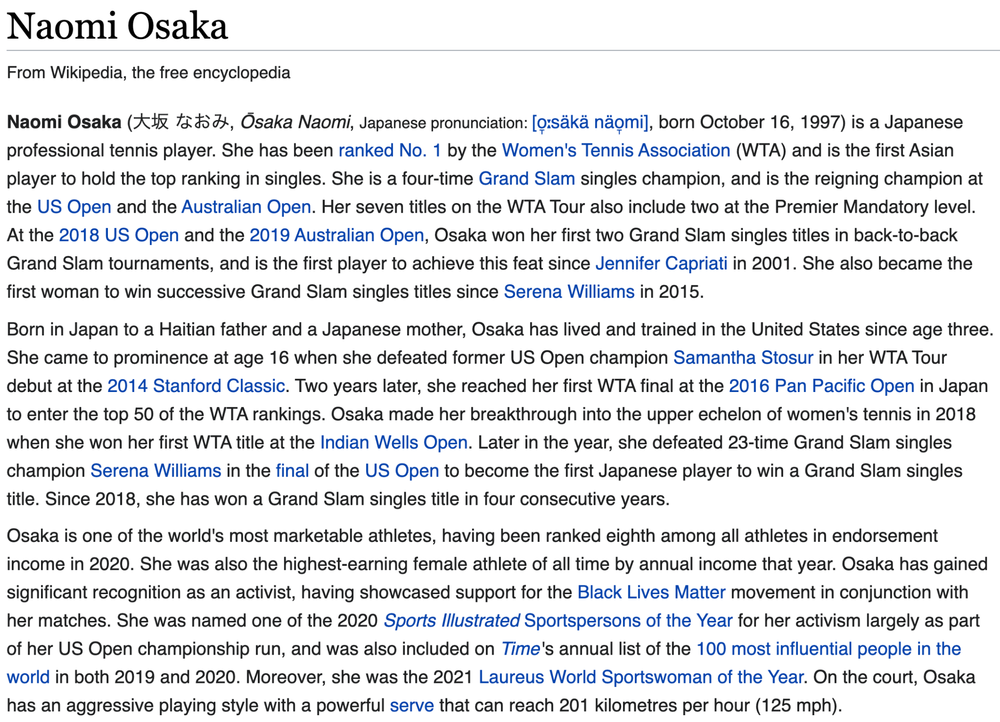 Naomi Osaka
From Wikipedia, the free encyclopedia
Naomi Osaka (大坂 なおみ, Ōsaka Naomi, Japanese pronunciation: [o̞ːsäkä näo̞mi], born October 16, 1997) is a Japanese
professional tennis player. She has been ranked No. 1 by the Women's Tennis Association (WTA) and is the first Asian
player to hold the top ranking in singles. She is a four-time Grand Slam singles champion, and is the reigning champion at
the US Open and the Australian Open. Her seven titles on the WTA Tour also include two at the Premier Mandatory level.
At the 2018 US Open and the 2019 Australian Open, Osaka won her first two Grand Slam singles titles in back-to-back
Grand Slam tournaments, and is the first player to achieve this feat since Jennifer Capriati in 2001. She also became the
first woman to win successive Grand Slam singles titles since Serena Williams in 2015.
Born in Japan to a Haitian father and a Japanese mother, Osaka has lived and trained in the United States since age three.
She came to prominence at age 16 when she defeated former US Open champion Samantha Stosur in her WTA Tour
debut at the 2014 Stanford Classic. Two years later, she reached her first WTA final at the 2016 Pan Pacific Open in Japan
to enter the top 50 of the WTA rankings. Osaka made her breakthrough into the upper echelon of women's tennis in 2018
when she won her first WTA title at the Indian Wells Open. Later in the year, she defeated 23-time Grand Slam singles
champion Serena Williams in the final of the US Open to become the first Japanese player to win a Grand Slam singles
title. Since 2018, she has won a Grand Slam singles title in four consecutive years.
Osaka is one of the world's most marketable athletes, having been ranked eighth among all athletes in endorsement
income in 2020. She was also the highest-earning female athlete of all time by annual income that year. Osaka has gained
significant recognition as an activist, having showcased support for the Black Lives Matter movement in conjunction with
her matches. She was named one of the 2020 Sports Illustrated Sportspersons of the Year for her activism largely as part
of her US Open championship run, and was also included on Time's annual list of the 100 most influential people in the
world in both 2019 and 2020. Moreover, she was the 2021 Laureus World Sportswoman of the Year. On the court, Osaka
has an aggressive playing style with a powerful serve that can reach 201 kilometres per hour (125 mph).